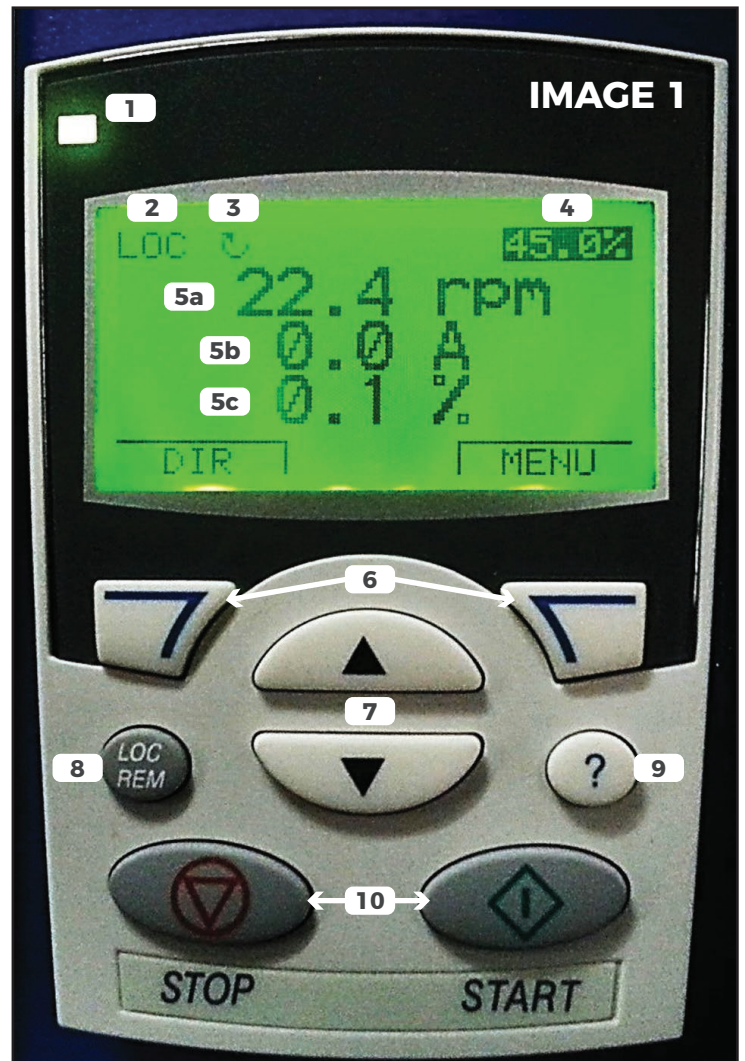 IMAGE 1
1
2 3 4
LOC ↻ 45.0%
5a 22.4 rpm
5b 0.0 A
5c 0.1 %
DIR MENU
6
7
8 LOC
REM
? 9
10
STOP START